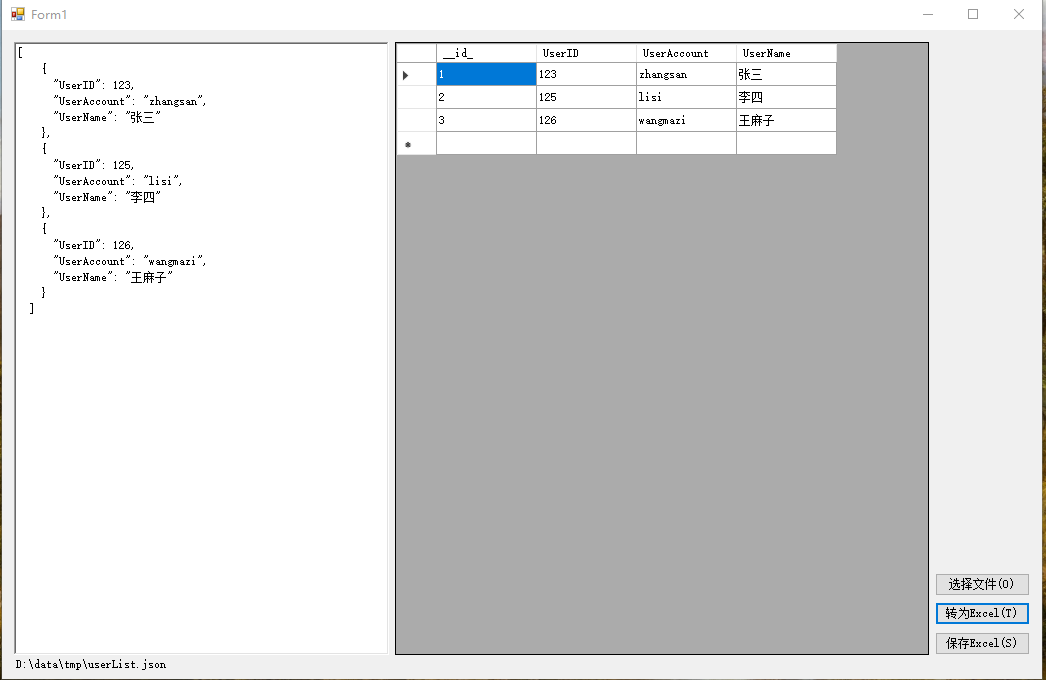 Form1
[
{
"UserID": 123,
"UserAccount": "zhangsan",
"UserName": "张三"
},
{
"UserID": 125,
"UserAccount": "lisi",
"UserName": "李四"
},
{
"UserID": 126,
"UserAccount": "wangmazi",
"UserName": "王麻子"
}
]
__id_ UserID UserAccount UserName
1 123 zhangsan 张三
2 125 lisi 李四
3 126 wangmazi 王麻子
选择文件(O)
转为Excel(T)
保存Excel(S)
D:\data\tmp\userList.json